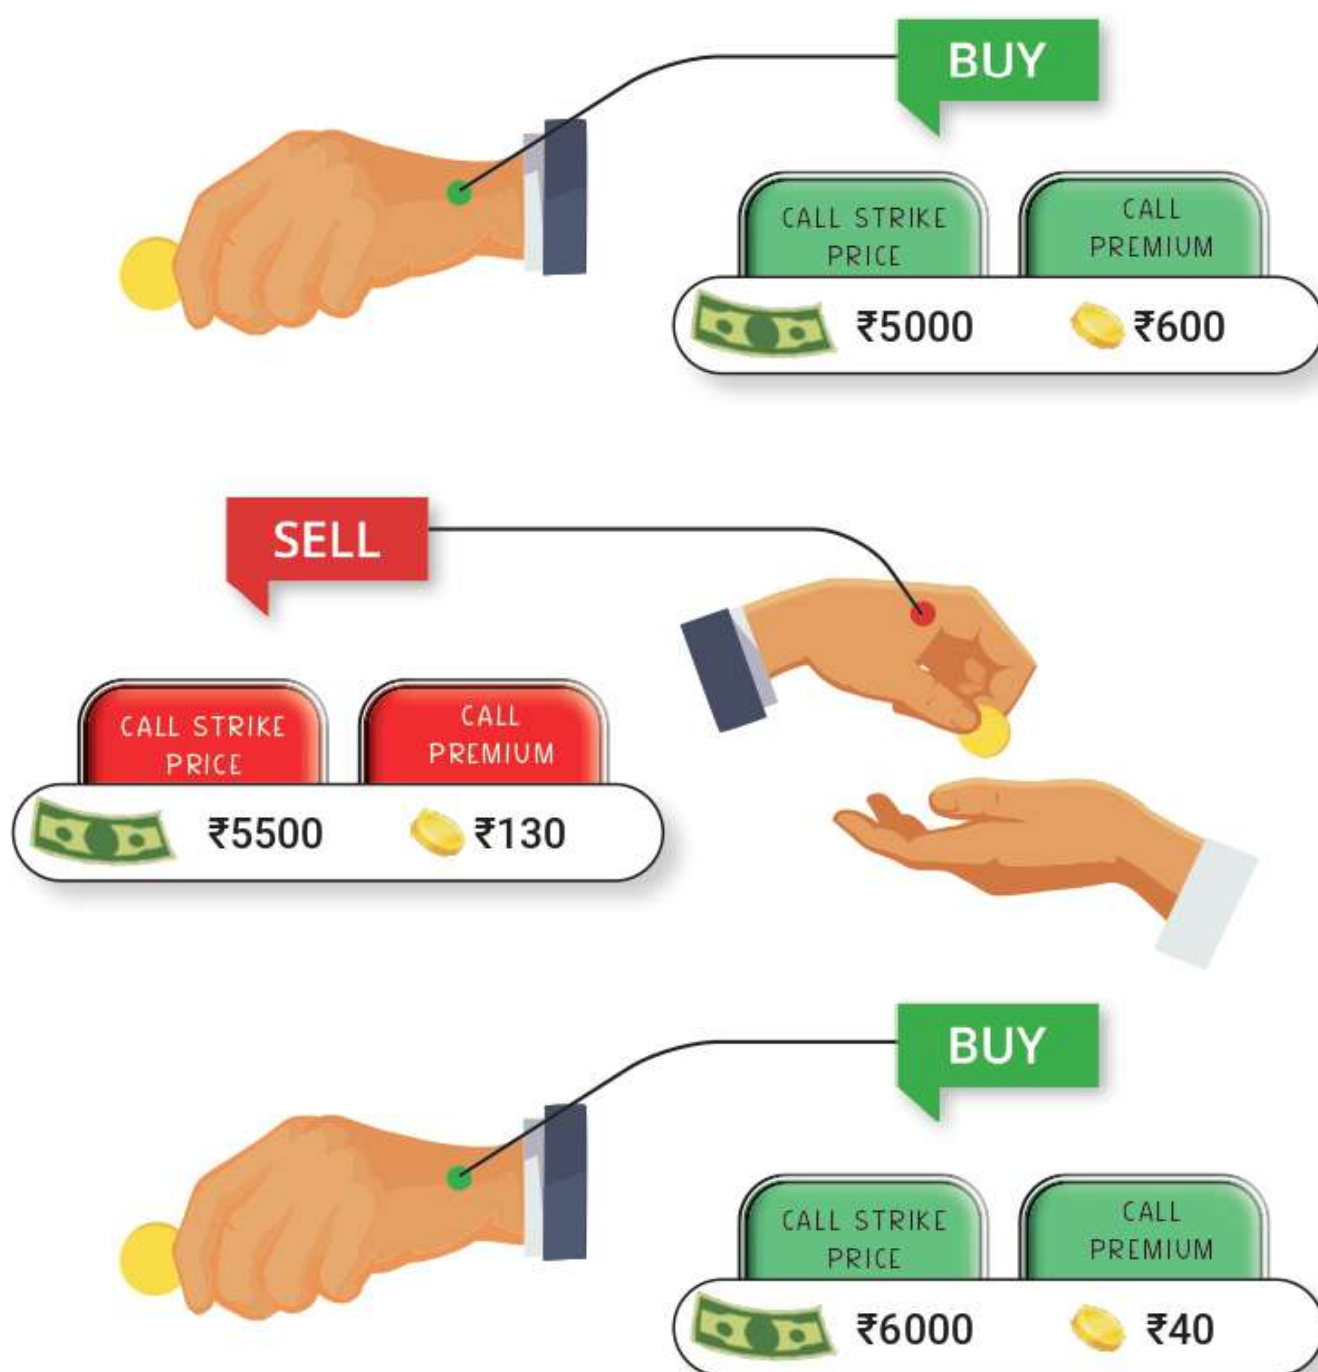 BUY
CALL STRIKE
PRICE
CALL
PREMIUM
₹5000
₹600
SELL
CALL STRIKE
PRICE
CALL
PREMIUM
₹5500
₹130
BUY
CALL STRIKE
PRICE
CALL
PREMIUM
₹6000
₹40